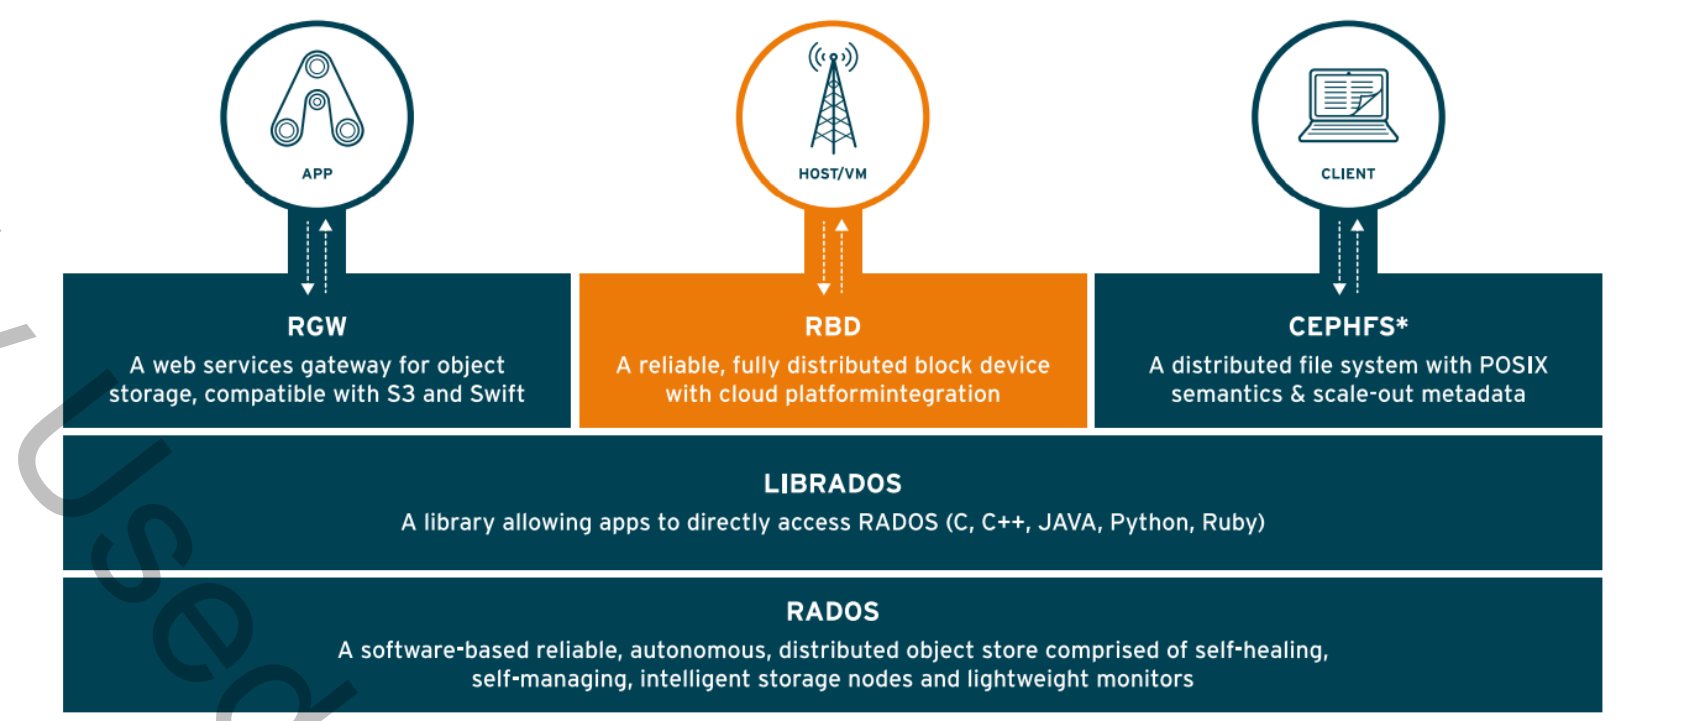 APP
HOST/VM
CLIENT
RGW
A web services gateway for object
storage, compatible with S3 and Swift
RBD
A reliable, fully distributed block device
with cloud platformintegration
CEPHFS*
A distributed file system with POSIX
semantics & scale-out metadata
LIBRADOS
A library allowing apps to directly access RADOS (C, C++, JAVA, Python, Ruby)
RADOS
A software-based reliable, autonomous, distributed object store comprised of self-healing,
self-managing, intelligent storage nodes and lightweight monitors
Used